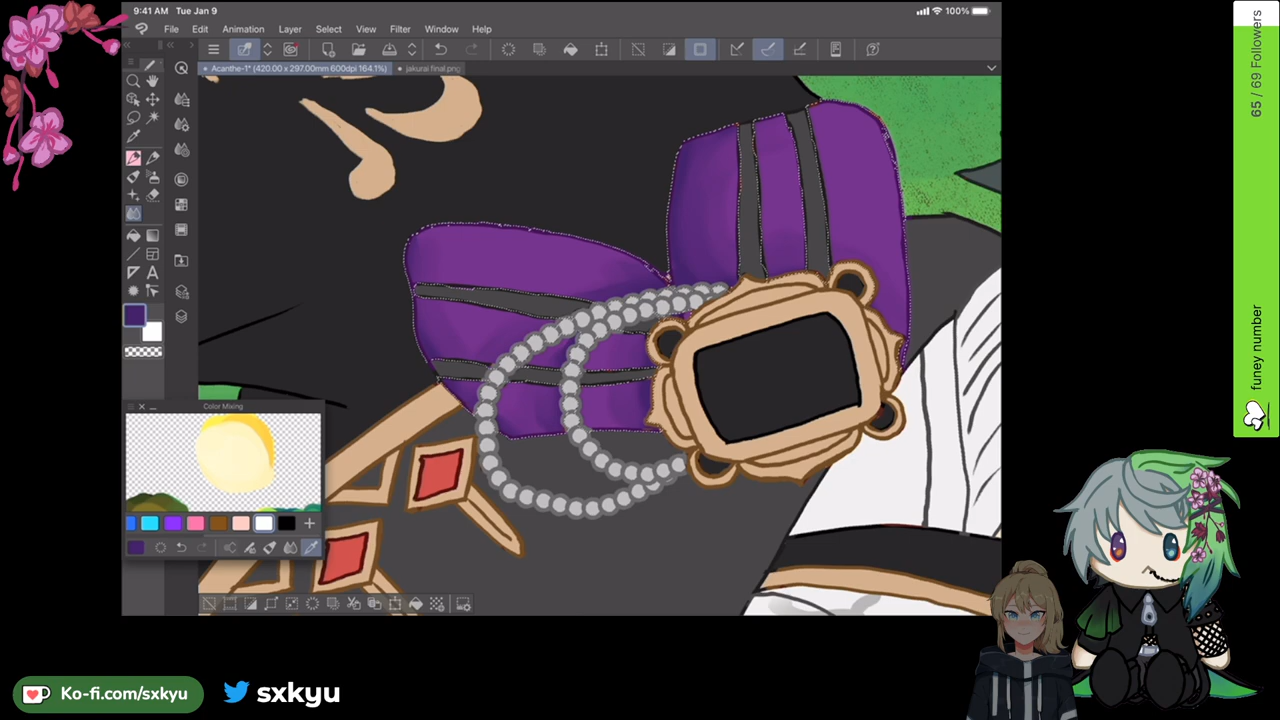 9:41 AM Tue Jan 9
100%
File Edit Animation Layer Select View Filter Window Help
Acanthe-1* (420.00 x 297.00mm 600dpi 164.1%)
jakurai final.png
Color Mixing
65 / 69 Followers
funey number
Ko-fi.com/sxkyu
sxkyu